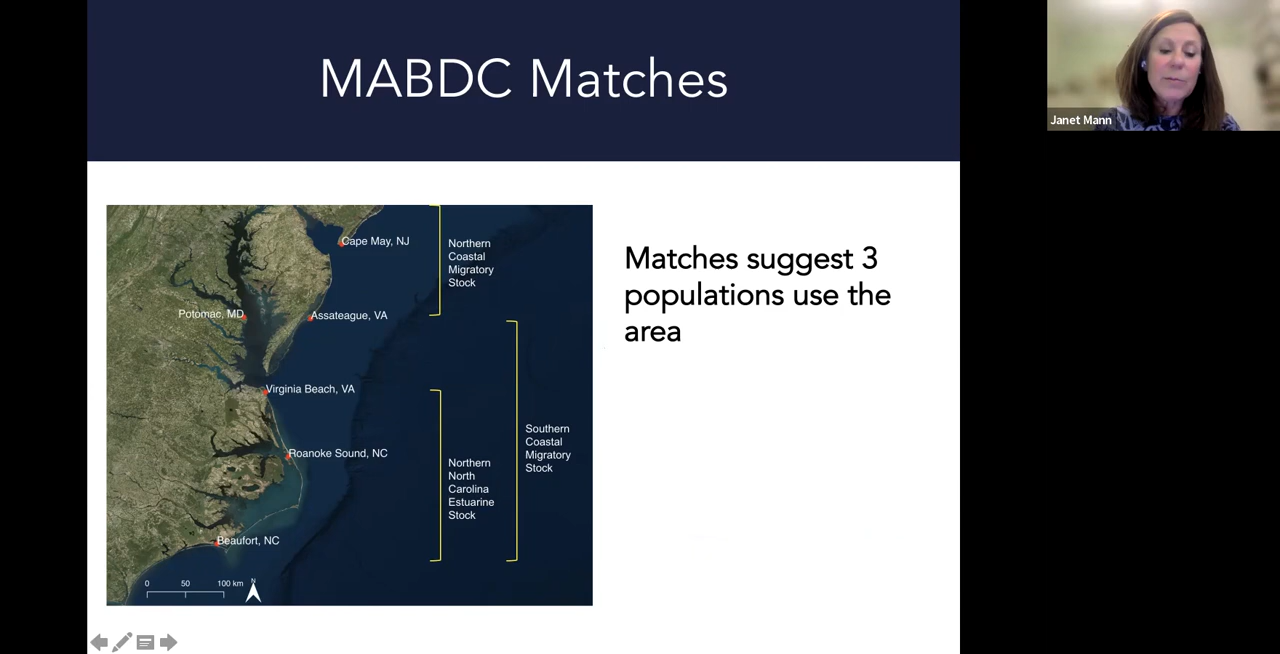 MABDC Matches
Janet Mann
Cape May, NJ
Northern
Coastal
Migratory
Stock
Potomac, MD
Assateague, VA
Virginia Beach, VA
Roanoke Sound, NC
Beaufort, NC
Northern
North
Carolina
Estuarine
Stock
Southern
Coastal
Migratory
Stock
0 50 100 km
N
Matches suggest 3
populations use the
area